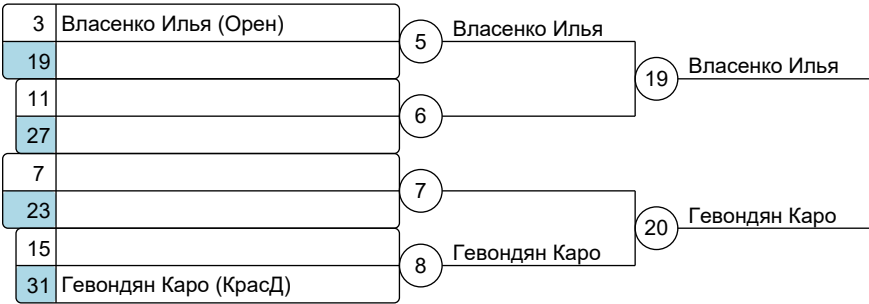 3 Власенко Илья (Орен)
19
11
27
7
23
15
31 Гевондян Каро (КрасД)
5 Власенко Илья
6
7
8 Гевондян Каро
19 Власенко Илья
20 Гевондян Каро